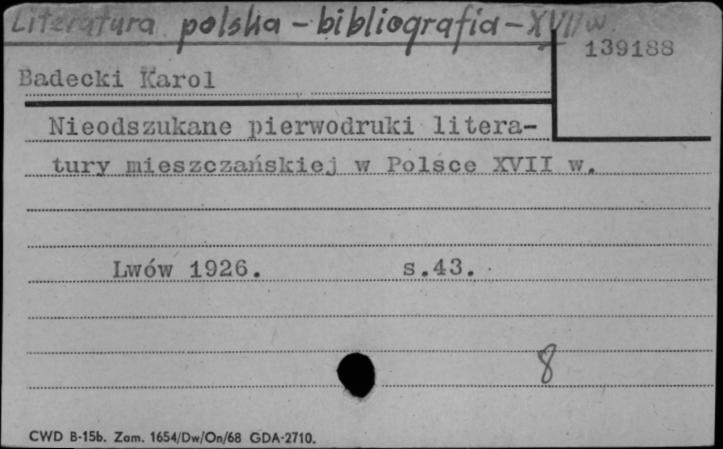 Literatura polska - bibliografia - XVII w.
139188
Badecki Karol
Nieodszukane pierwodruki litera-
tury mieszczańskiej w Polsce XVII w.
Lwów 1926. s.43.
8
CWD B-15b. Zam. 1654/Dw/On/68 GDA-2710.